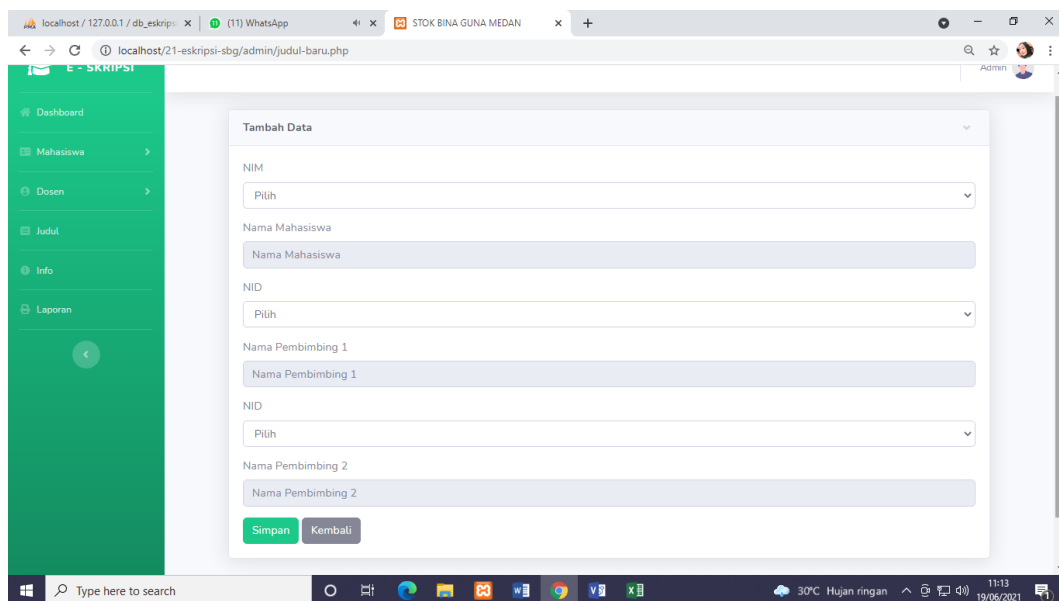 localhost / 127.0.0.1 / db_eskrips
(11) WhatsApp
STOK BINA GUNA MEDAN
localhost/21-eskripsi-sbg/admin/judul-baru.php
E - SKRIPSI
Admin
Dashboard
Mahasiswa
Dosen
Judul
Info
Laporan
Tambah Data
NIM
Pilih
Nama Mahasiswa
Nama Mahasiswa
NID
Pilih
Nama Pembimbing 1
Nama Pembimbing 1
NID
Pilih
Nama Pembimbing 2
Nama Pembimbing 2
Simpan Kembali
Type here to search
30°C Hujan ringan
11:13
19/06/2021